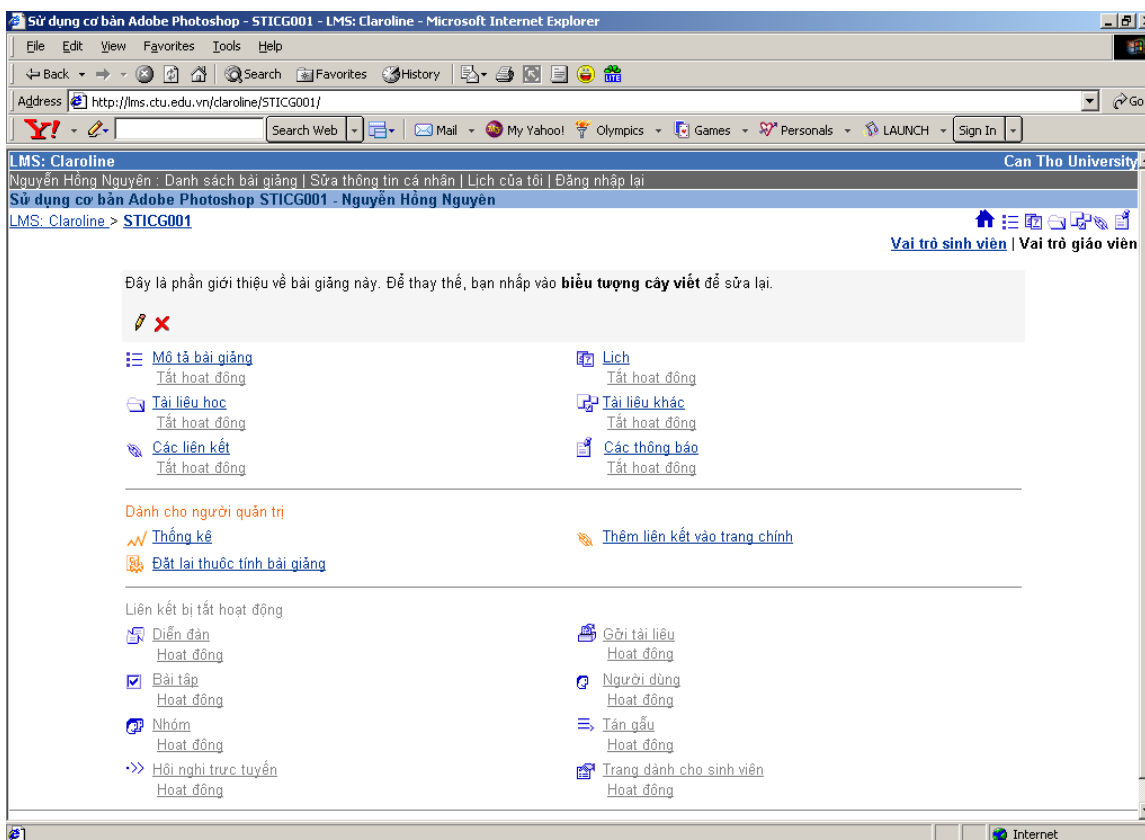 Sử dụng cơ bản Adobe Photoshop - STICG001 - LMS: Claroline - Microsoft Internet Explorer
File Edit View Favorites Tools Help
Back Search Favorites History
Address http://lms.ctu.edu.vn/claroline/STICG001/ Go
Y! Search Web Mail My Yahoo! Olympics Games Personals LAUNCH Sign In
LMS: Claroline Can Tho University
Nguyễn Hồng Nguyên : Danh sách bài giảng | Sửa thông tin cá nhân | Lịch của tôi | Đăng nhập lại
Sử dụng cơ bản Adobe Photoshop STICG001 - Nguyễn Hồng Nguyên
LMS: Claroline > STICG001
Vai trò sinh viên | Vai trò giáo viên
Đây là phần giới thiệu về bài giảng này. Để thay thế, bạn nhấp vào biểu tượng cây viết để sửa lại.
Mô tả bài giảng Lịch
Tắt hoạt động Tắt hoạt động
Tài liệu học Tài liệu khác
Tắt hoạt động Tắt hoạt động
Các liên kết Các thông báo
Tắt hoạt động Tắt hoạt động
Dành cho người quản trị
Thống kê Thêm liên kết vào trang chính
Đặt lại thuộc tính bài giảng
Liên kết bị tắt hoạt động
Diễn đàn Gởi tài liệu
Hoạt động Hoạt động
Bài tập Người dùng
Hoạt động Hoạt động
Nhóm Tán gẫu
Hoạt động Hoạt động
Hội nghị trực tuyến Trang dành cho sinh viên
Hoạt động Hoạt động
Internet